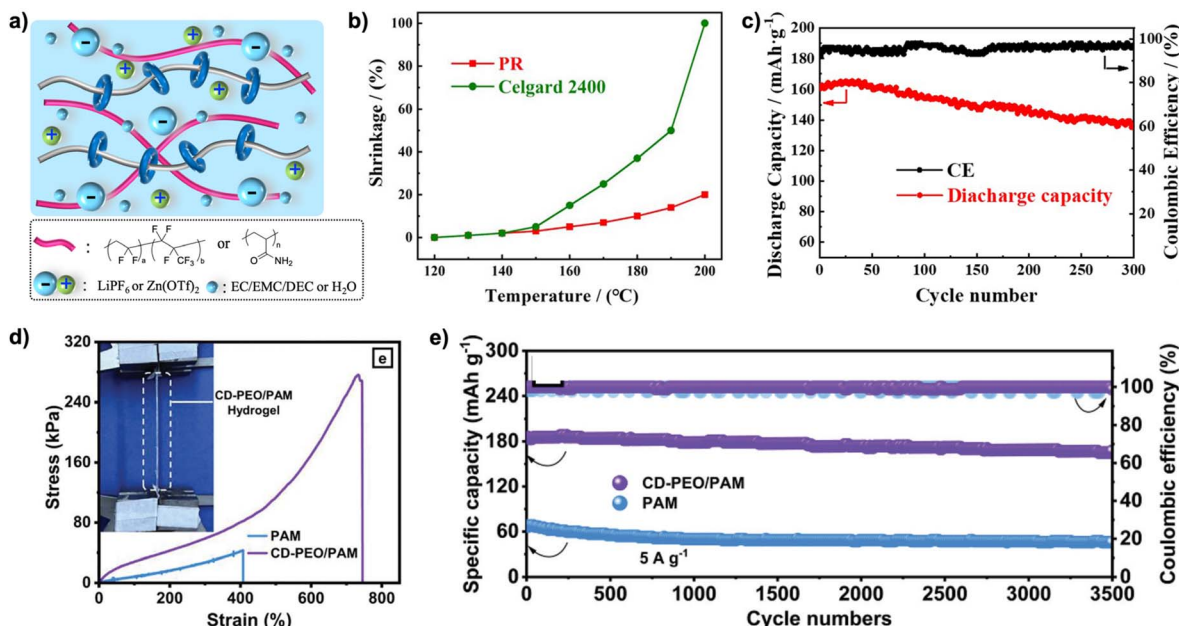 a)
- + -
+ + +
-
+ - +
- + -
: F F F F F CF3 a b or n O NH2
- + : LiPF6 or Zn(OTf)2 : EC/EMC/DEC or H2O
b)
100
80
60
40
20
0
Shrinkage / (%)
PR
Celgard 2400
120 130 140 150 160 170 180 190 200
Temperature / (℃)
c)
200
180
160
140
120
100
80
60
Discharge Capacity / (mAh·g-1)
100
80
60
40
20
0
Coulombic Efficiency / (%)
CE
Diacharge capacity
0 50 100 150 200 250 300
Cycle number
d)
320
240
160
80
0
Stress (kPa)
e
CD-PEO/PAM
Hydrogel
PAM
CD-PEO/PAM
0 200 400 600 800
Strain (%)
e)
300
240
180
120
60
0
Specific capacity (mAh g-1)
100
80
60
40
20
0
Coulombic efficiency (%)
CD-PEO/PAM
PAM
5 A g-1
0 500 1000 1500 2000 2500 3000 3500
Cycle numbers